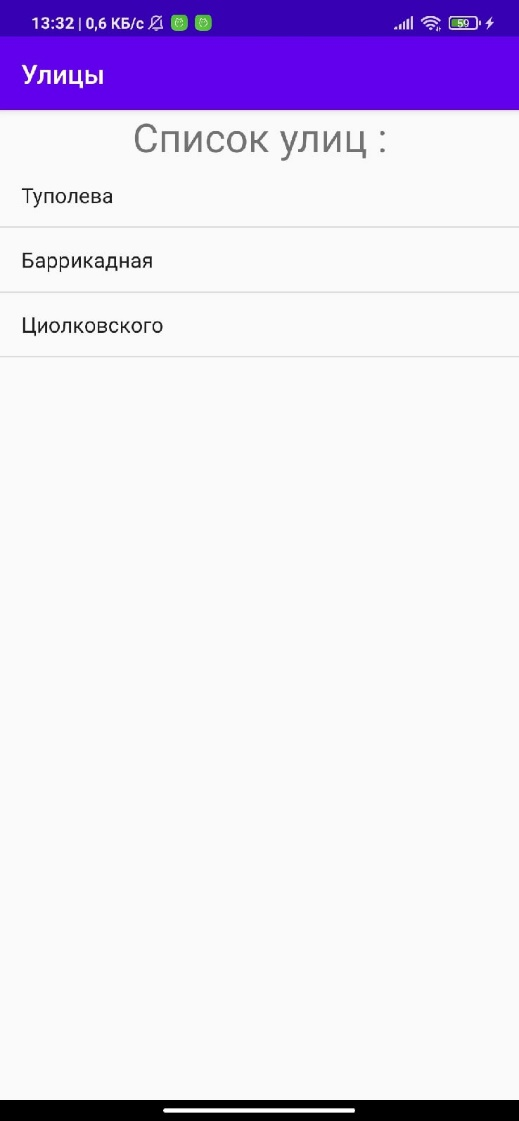 13:32 | 0,6 КБ/с 59
Улицы
Список улиц :
Туполева
Баррикадная
Циолковского